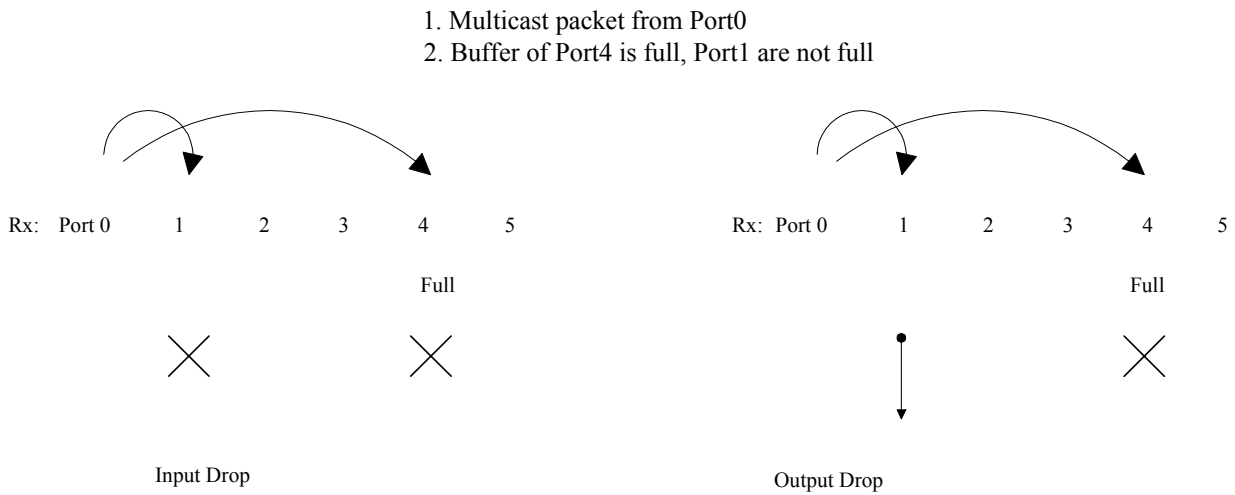 1. Multicast packet from Port0
2. Buffer of Port4 is full, Port1 are not full
Rx: Port 0 1 2 3 4 5
Full
Input Drop
Rx: Port 0 1 2 3 4 5
Full
Output Drop